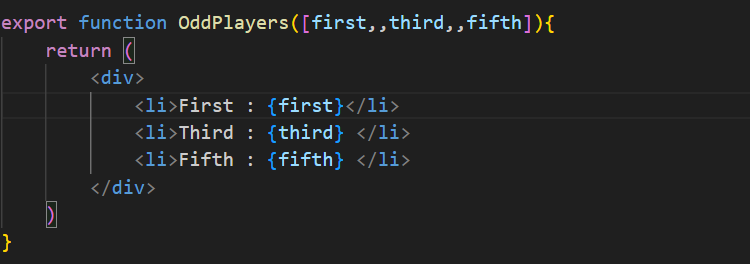 export function OddPlayers([first,,third,,fifth]){
    return (
        <div>
            <li>First : {first}</li>
            <li>Third : {third} </li>
            <li>Fifth : {fifth} </li>
        </div>
    )
}